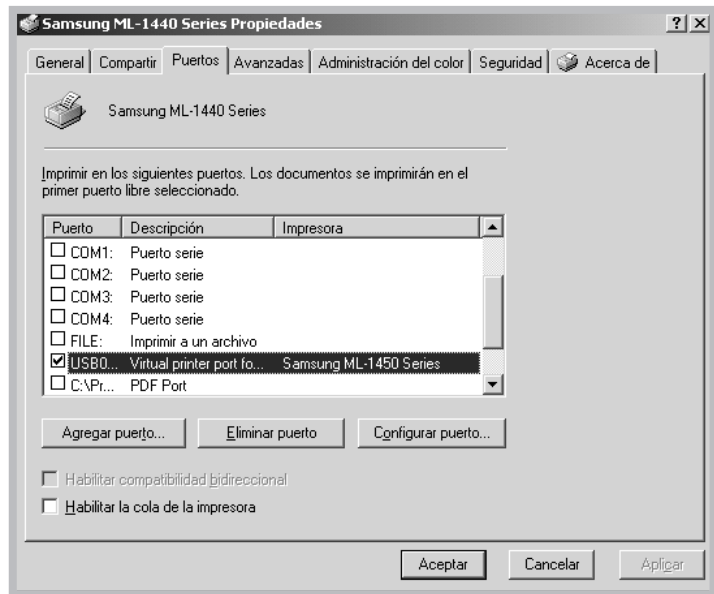 Samsung ML-1440 Series Propiedades
General Compartir Puertos Avanzadas Administración del color Seguridad Acerca de
Samsung ML-1440 Series
Imprimir en los siguientes puertos. Los documentos se imprimirán en el
primer puerto libre seleccionado.
Puerto Descripción Impresora
COM1: Puerto serie
COM2: Puerto serie
COM3: Puerto serie
COM4: Puerto serie
FILE: Imprimir a un archivo
USB0... Virtual printer port fo... Samsung ML-1450 Series
C:\Pr... PDF Port
Agregar puerto... Eliminar puerto Configurar puerto...
Habilitar compatibilidad bidireccional
Habilitar la cola de la impresora
Aceptar Cancelar Aplicar